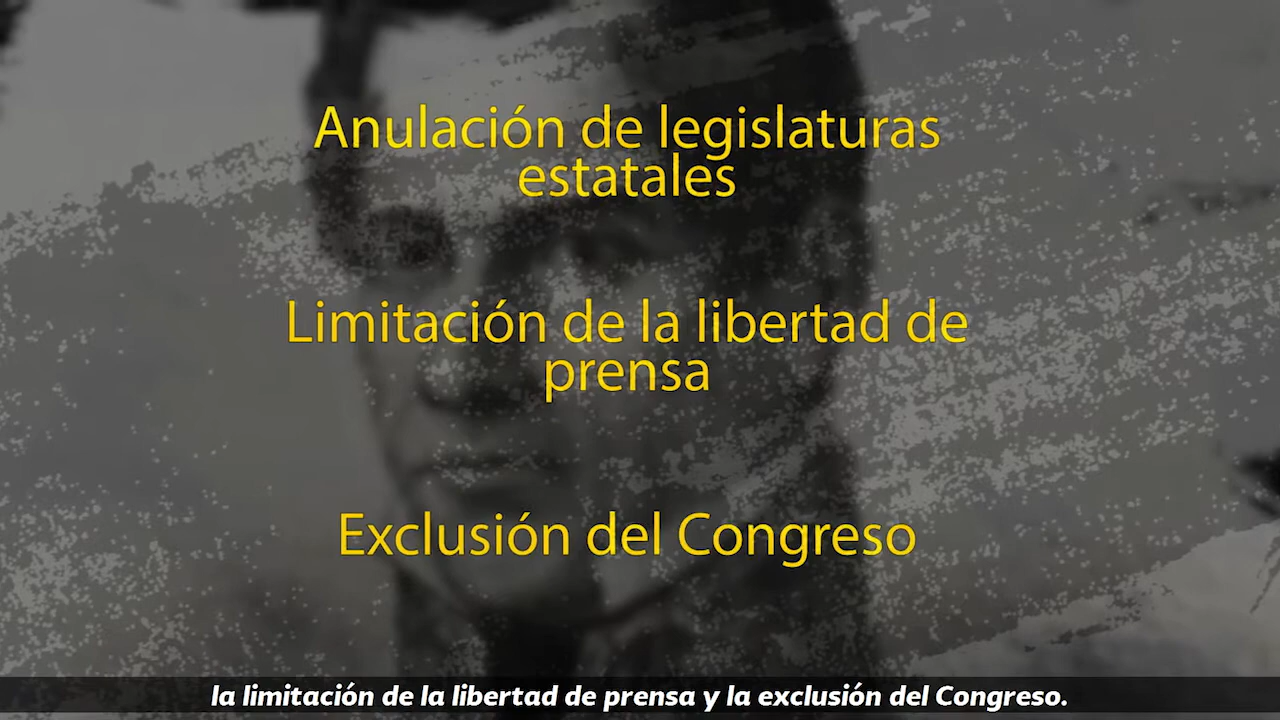 Anulación de legislaturas
estatales
Limitación de la libertad de
prensa
Exclusión del Congreso
la limitación de la libertad de prensa y la exclusión del Congreso.